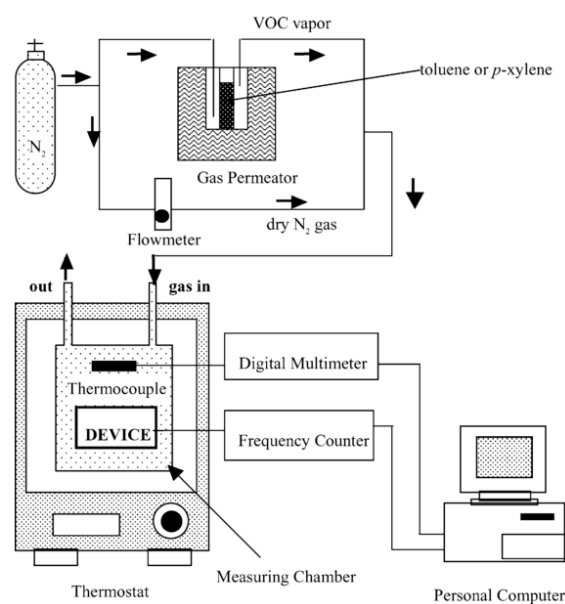 VOC vapor
toluene or p-xylene
N2
Gas Permeator
dry N2 gas
Flowmeter
out
gas in
Digital Multimeter
Thermocouple
DEVICE
Frequency Counter
Measuring Chamber
Thermostat
Personal Computer